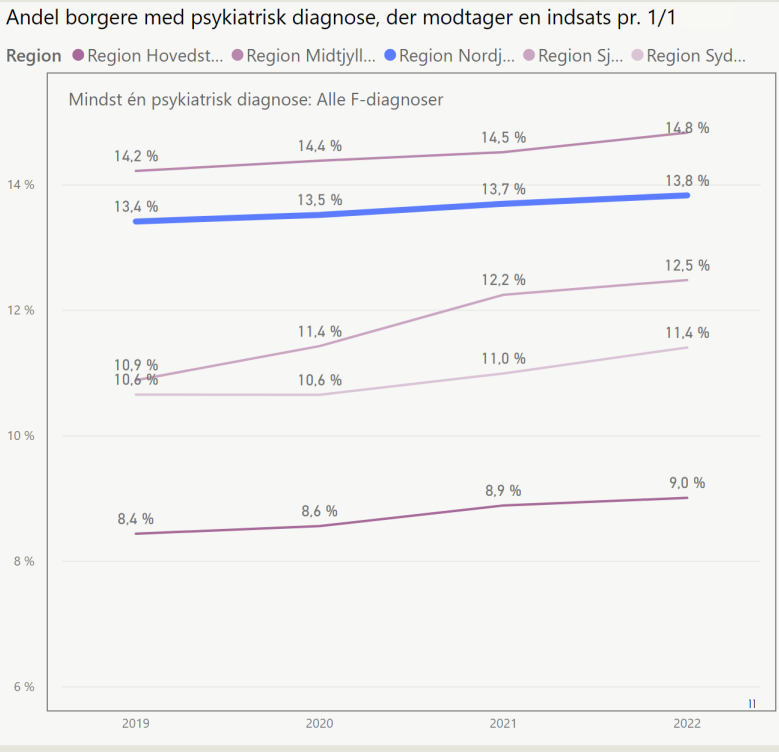 Andel borgere med psykiatrisk diagnose, der modtager en indsats pr. 1/1
Region Region Hovedst... Region Midtjyll... Region Nordj... Region Sj... Region Syd...
Mindst én psykiatrisk diagnose: Alle F-diagnoser
14,2 % 14,4 % 14,5 % 14,8 %
14 %
13,4 % 13,5 % 13,7 % 13,8 %
12,2 % 12,5 %
12 %
10,9 % 11,4 % 11,4 %
10,6 % 10,6 % 11,0 %
10 %
8,4 % 8,6 % 8,9 % 9,0 %
8 %
6 %
11
2019 2020 2021 2022